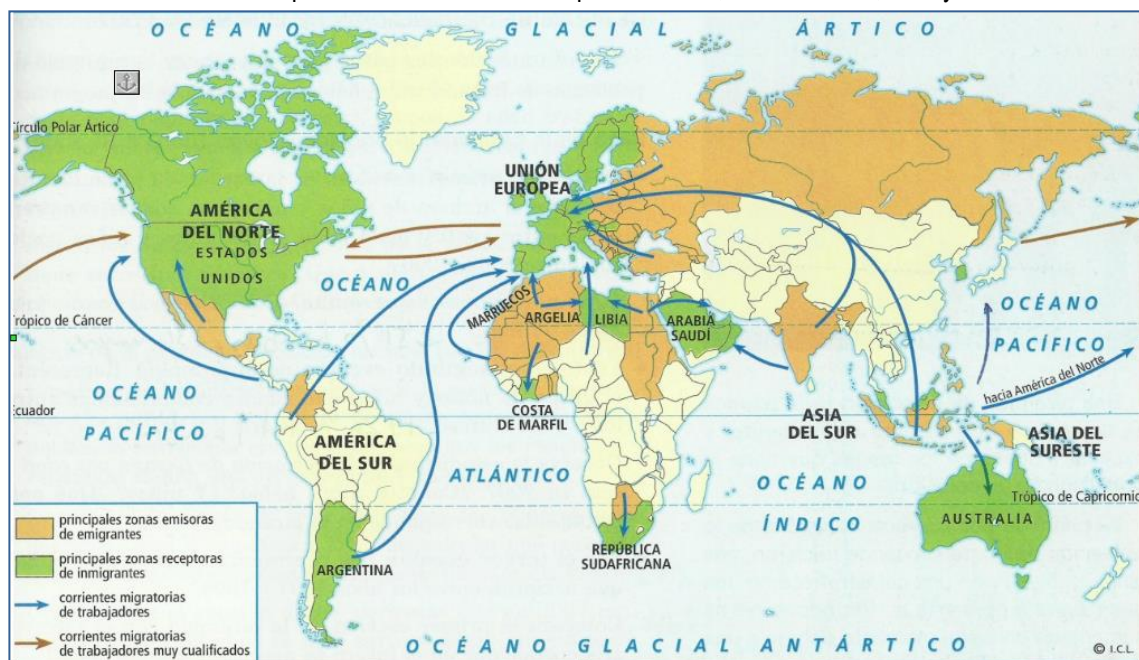 OCÉANO GLACIAL ÁRTICO
Círculo Polar Ártico
UNIÓN
EUROPEA
AMÉRICA
DEL NORTE
ESTADOS
UNIDOS
OCÉANO
ATLÁNTICO
MARRUECOS
ARGELIA
LIBIA
ARABIA
SAUDÍ
Trópico de Cáncer
OCÉANO
PACÍFICO
OCÉANO
PACÍFICO
hacia América del Norte
Ecuador
COSTA
DE MARFIL
AMÉRICA
DEL SUR
ASIA
DEL SUR
ASIA DEL
SURESTE
OCÉANO
ÍNDICO
Trópico de Capricornio
AUSTRALIA
REPÚBLICA
SUDAFRICANA
ARGENTINA
principales zonas emisoras
de emigrantes
principales zonas receptoras
de inmigrantes
corrientes migratorias
de trabajadores
corrientes migratorias
de trabajadores muy cualificados
OCÉANO GLACIAL ANTÁRTICO
© I.C.L.